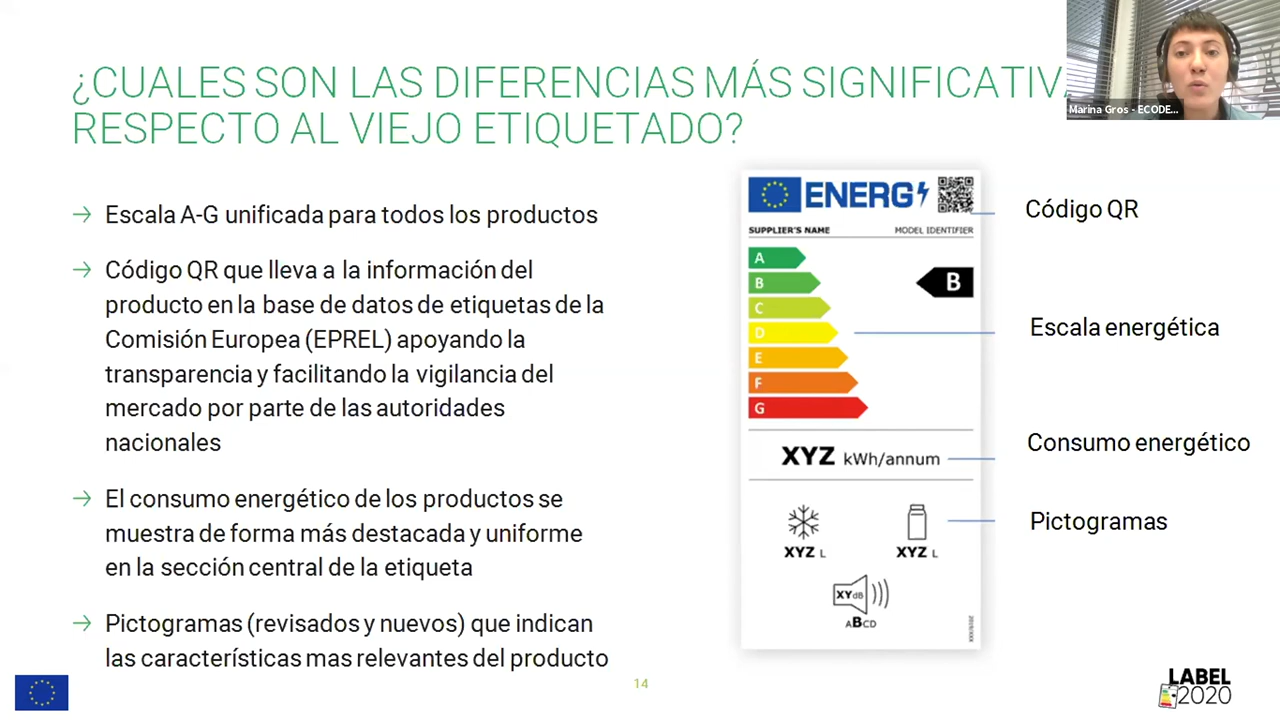 ¿CUALES SON LAS DIFERENCIAS MÁS SIGNIFICATIV
RESPECTO AL VIEJO ETIQUETADO?
Marina Gros - ECODE...
→ Escala A-G unificada para todos los productos
→ Código QR que lleva a la información del
producto en la base de datos de etiquetas de la
Comisión Europea (EPREL) apoyando la
transparencia y facilitando la vigilancia del
mercado por parte de las autoridades
nacionales
→ El consumo energético de los productos se
muestra de forma más destacada y uniforme
en la sección central de la etiqueta
→ Pictogramas (revisados y nuevos) que indican
las características mas relevantes del producto
ENERG
SUPPLIER'S NAME MODEL IDENTIFIER
A
B
B
C
D
E
F
G
XYZ kWh/annum
XYZ L
XYZ L
XY dB
ABCD
Código QR
Escala energética
Consumo energético
Pictogramas
14
LABEL
2020